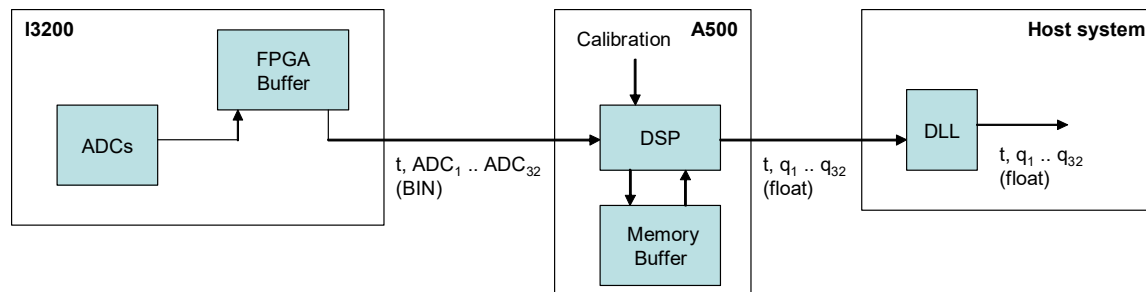 I3200
FPGA
Buffer
ADCs
t, ADC₁ .. ADC₃₂
(BIN)
A500
Calibration
DSP
Memory
Buffer
t, q₁ .. q₃₂
(float)
Host system
DLL
t, q₁ .. q₃₂
(float)